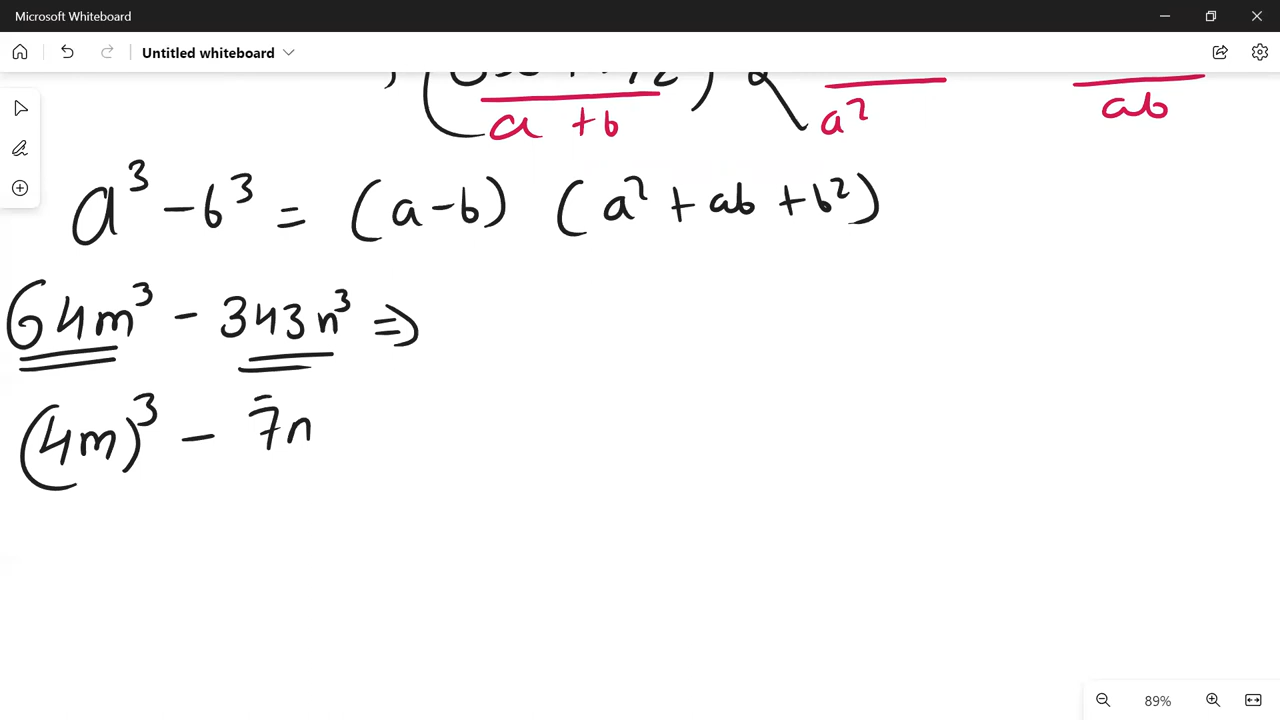 Microsoft Whiteboard
Untitled whiteboard
a + b a² ab
a³ - b³ = (a-b) (a² + ab + b²)
64m³ - 343n³ ⇒
(4m)³ - 7n
89%